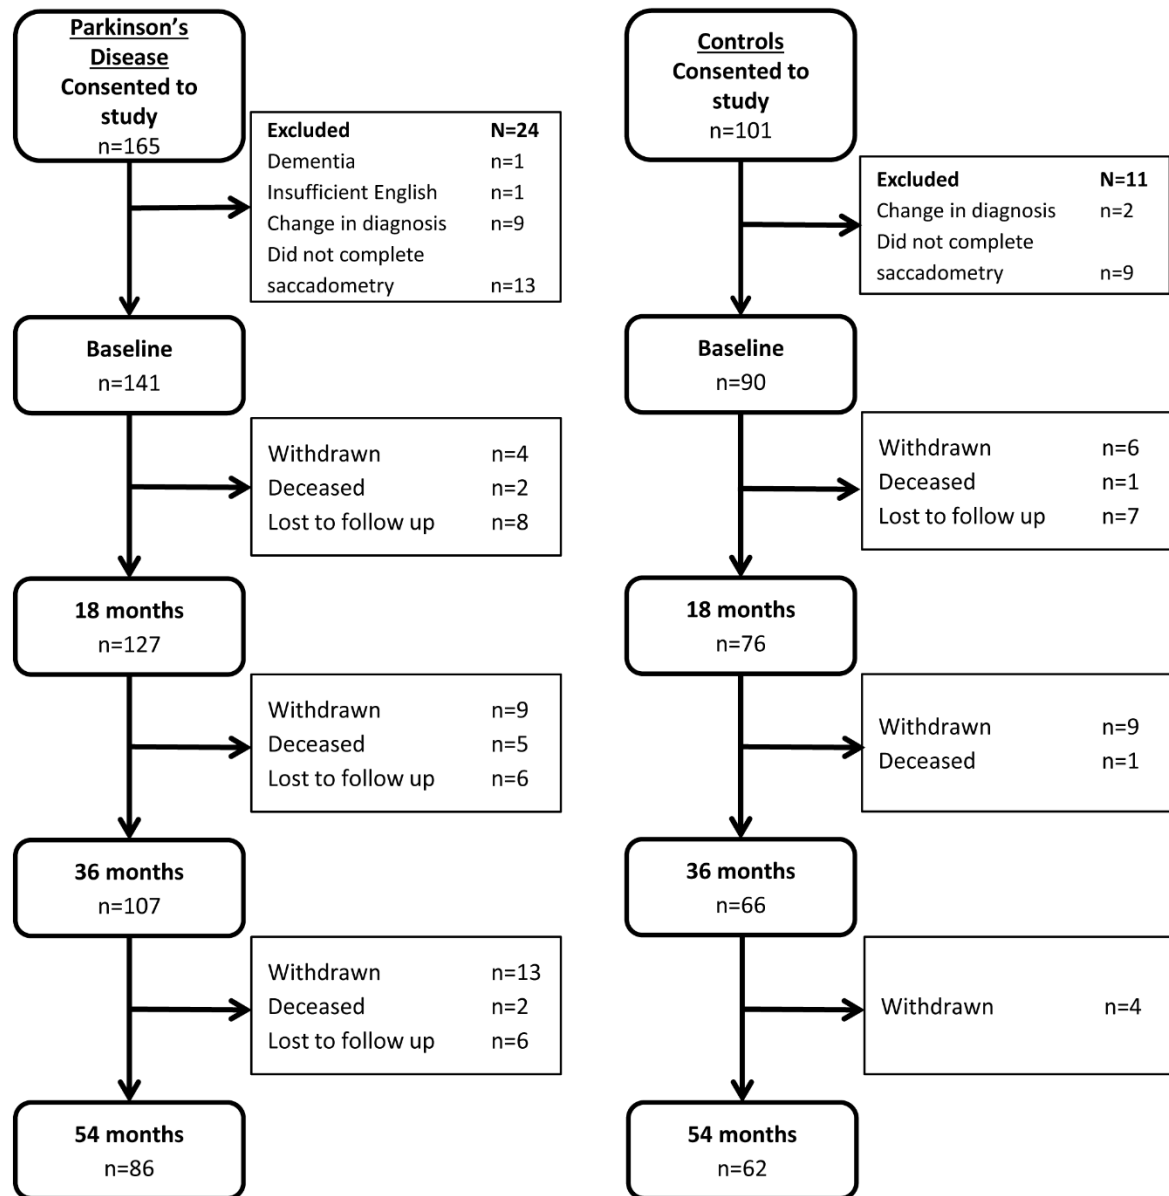 Parkinson's
Disease
Consented to
study
n=165
Excluded N=24
Dementia n=1
Insufficient English n=1
Change in diagnosis n=9
Did not complete
saccadometry n=13
Baseline
n=141
Withdrawn n=4
Deceased n=2
Lost to follow up n=8
18 months
n=127
Withdrawn n=9
Deceased n=5
Lost to follow up n=6
36 months
n=107
Withdrawn n=13
Deceased n=2
Lost to follow up n=6
54 months
n=86
Controls
Consented to
study
n=101
Excluded N=11
Change in diagnosis n=2
Did not complete
saccadometry n=9
Baseline
n=90
Withdrawn n=6
Deceased n=1
Lost to follow up n=7
18 months
n=76
Withdrawn n=9
Deceased n=1
36 months
n=66
Withdrawn n=4
54 months
n=62